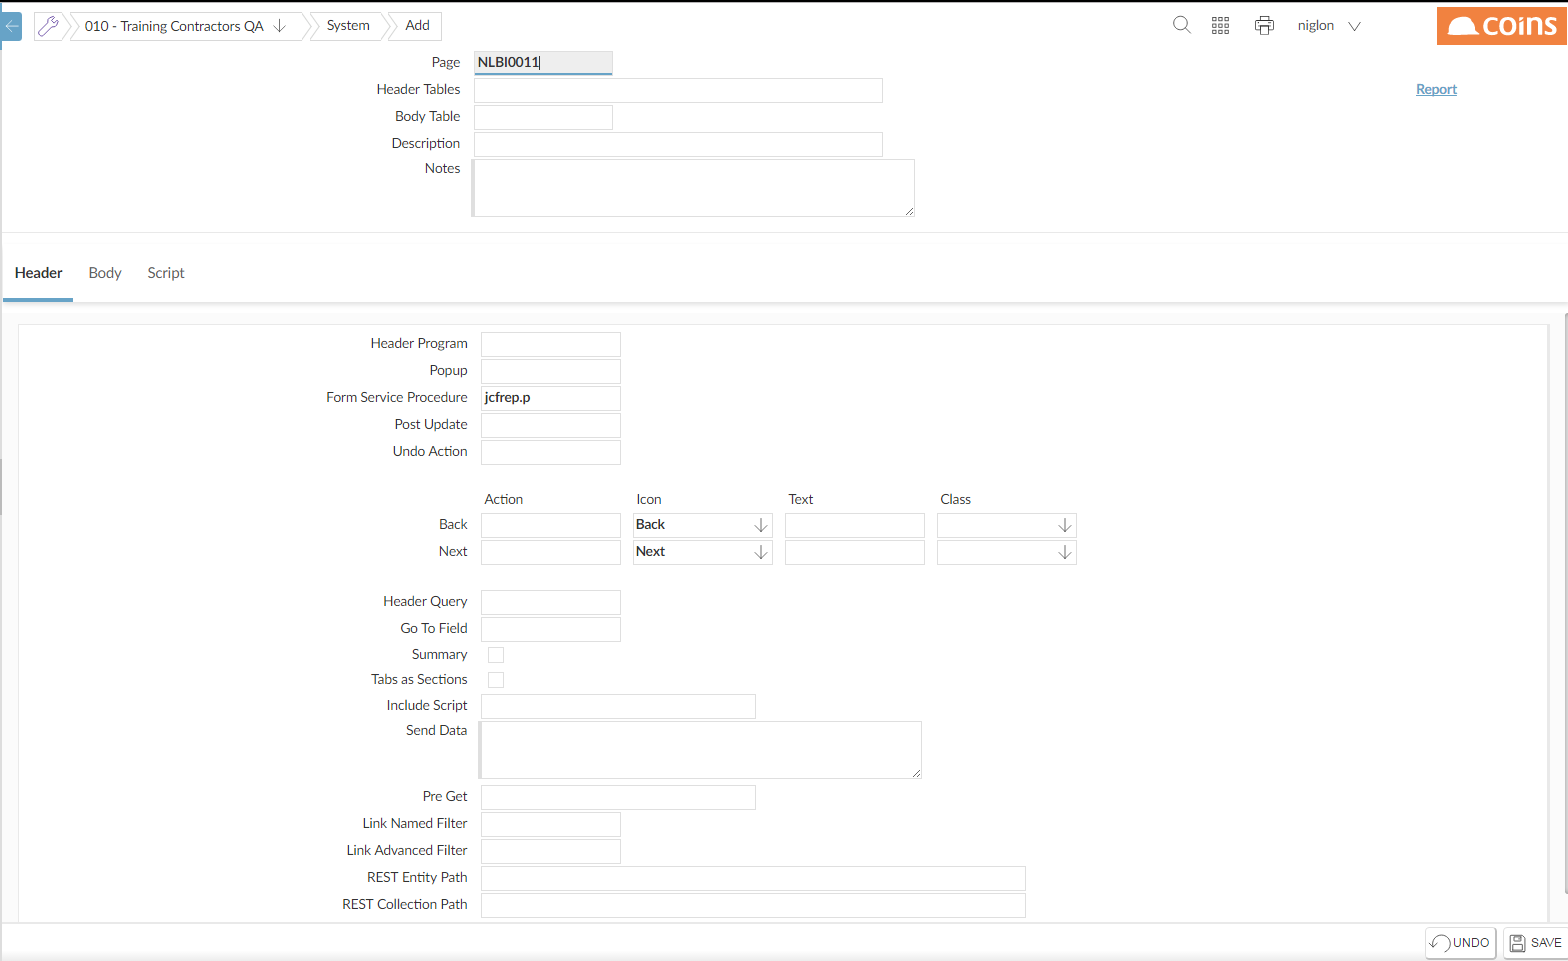 010 - Training Contractors QA System Add niglon coins
Page NLBI0011
Header Tables Report
Body Table
Description
Notes
Header Body Script
Header Program
Popup
Form Service Procedure jcfrep.p
Post Update
Undo Action
Action Icon Text Class
Back Back
Next Next
Header Query
Go To Field
Summary
Tabs as Sections
Include Script
Send Data
Pre Get
Link Named Filter
Link Advanced Filter
REST Entity Path
REST Collection Path
UNDO SAVE